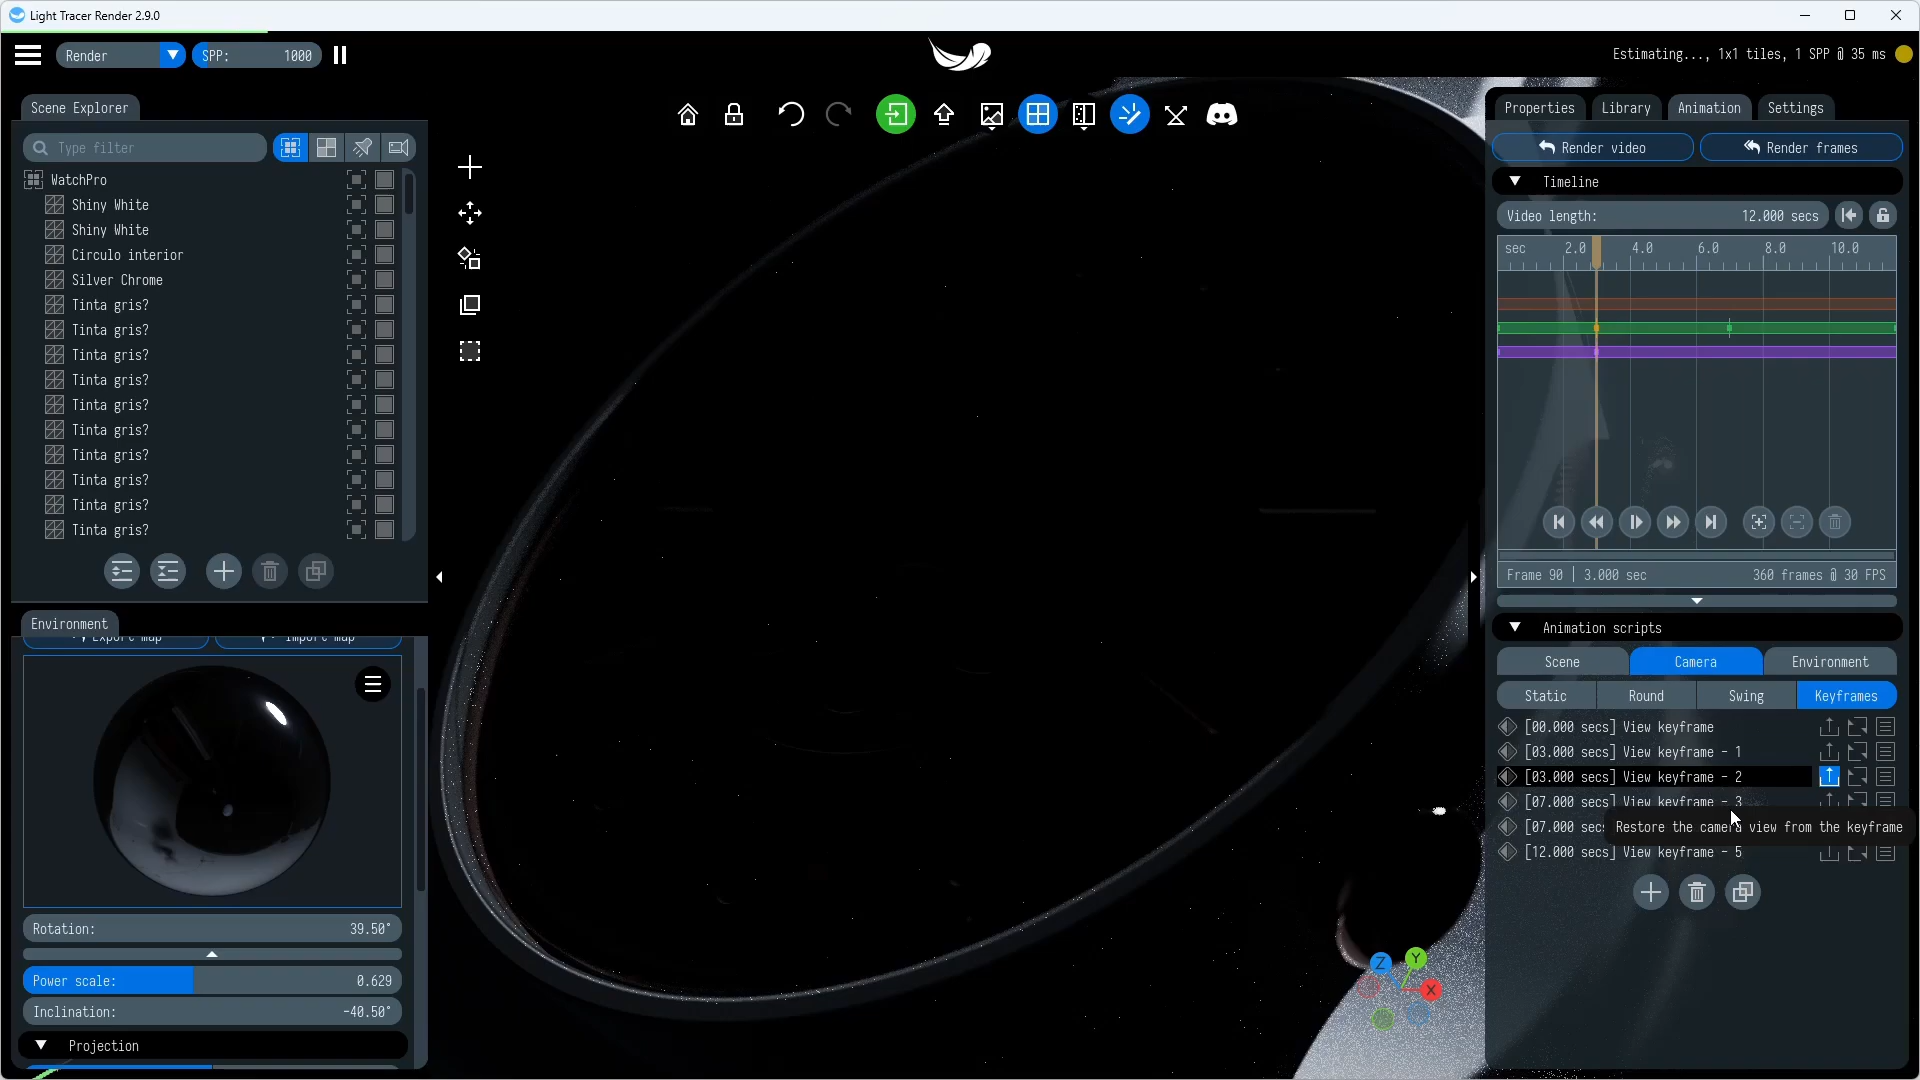 Light Tracer Render 2.9.0
Render
SPP: 1000
Estimating..., 1x1 tiles, 1 SPP @ 35 ms
Scene Explorer
Type filter
WatchPro
Shiny White
Shiny White
Circulo interior
Silver Chrome
Tinta gris?
Tinta gris?
Tinta gris?
Tinta gris?
Tinta gris?
Tinta gris?
Tinta gris?
Tinta gris?
Tinta gris?
Tinta gris?
Environment
Export map Import map
Rotation: 39.50°
Power scale: 0.629
Inclination: -40.50°
Projection
Z Y X
Properties Library Animation Settings
Render video Render frames
Timeline
Video length: 12.000 secs
sec 2.0 4.0 6.0 8.0 10.0
Frame 90 | 3.000 sec 360 frames @ 30 FPS
Animation scripts
Scene Camera Environment
Static Round Swing Keyframes
[00.000 secs] View keyframe
[03.000 secs] View keyframe - 1
[03.000 secs] View keyframe - 2
[07.000 secs] View keyframe - 3
[07.000 secs
Restore the camera view from the keyframe
[12.000 secs] View keyframe - 5